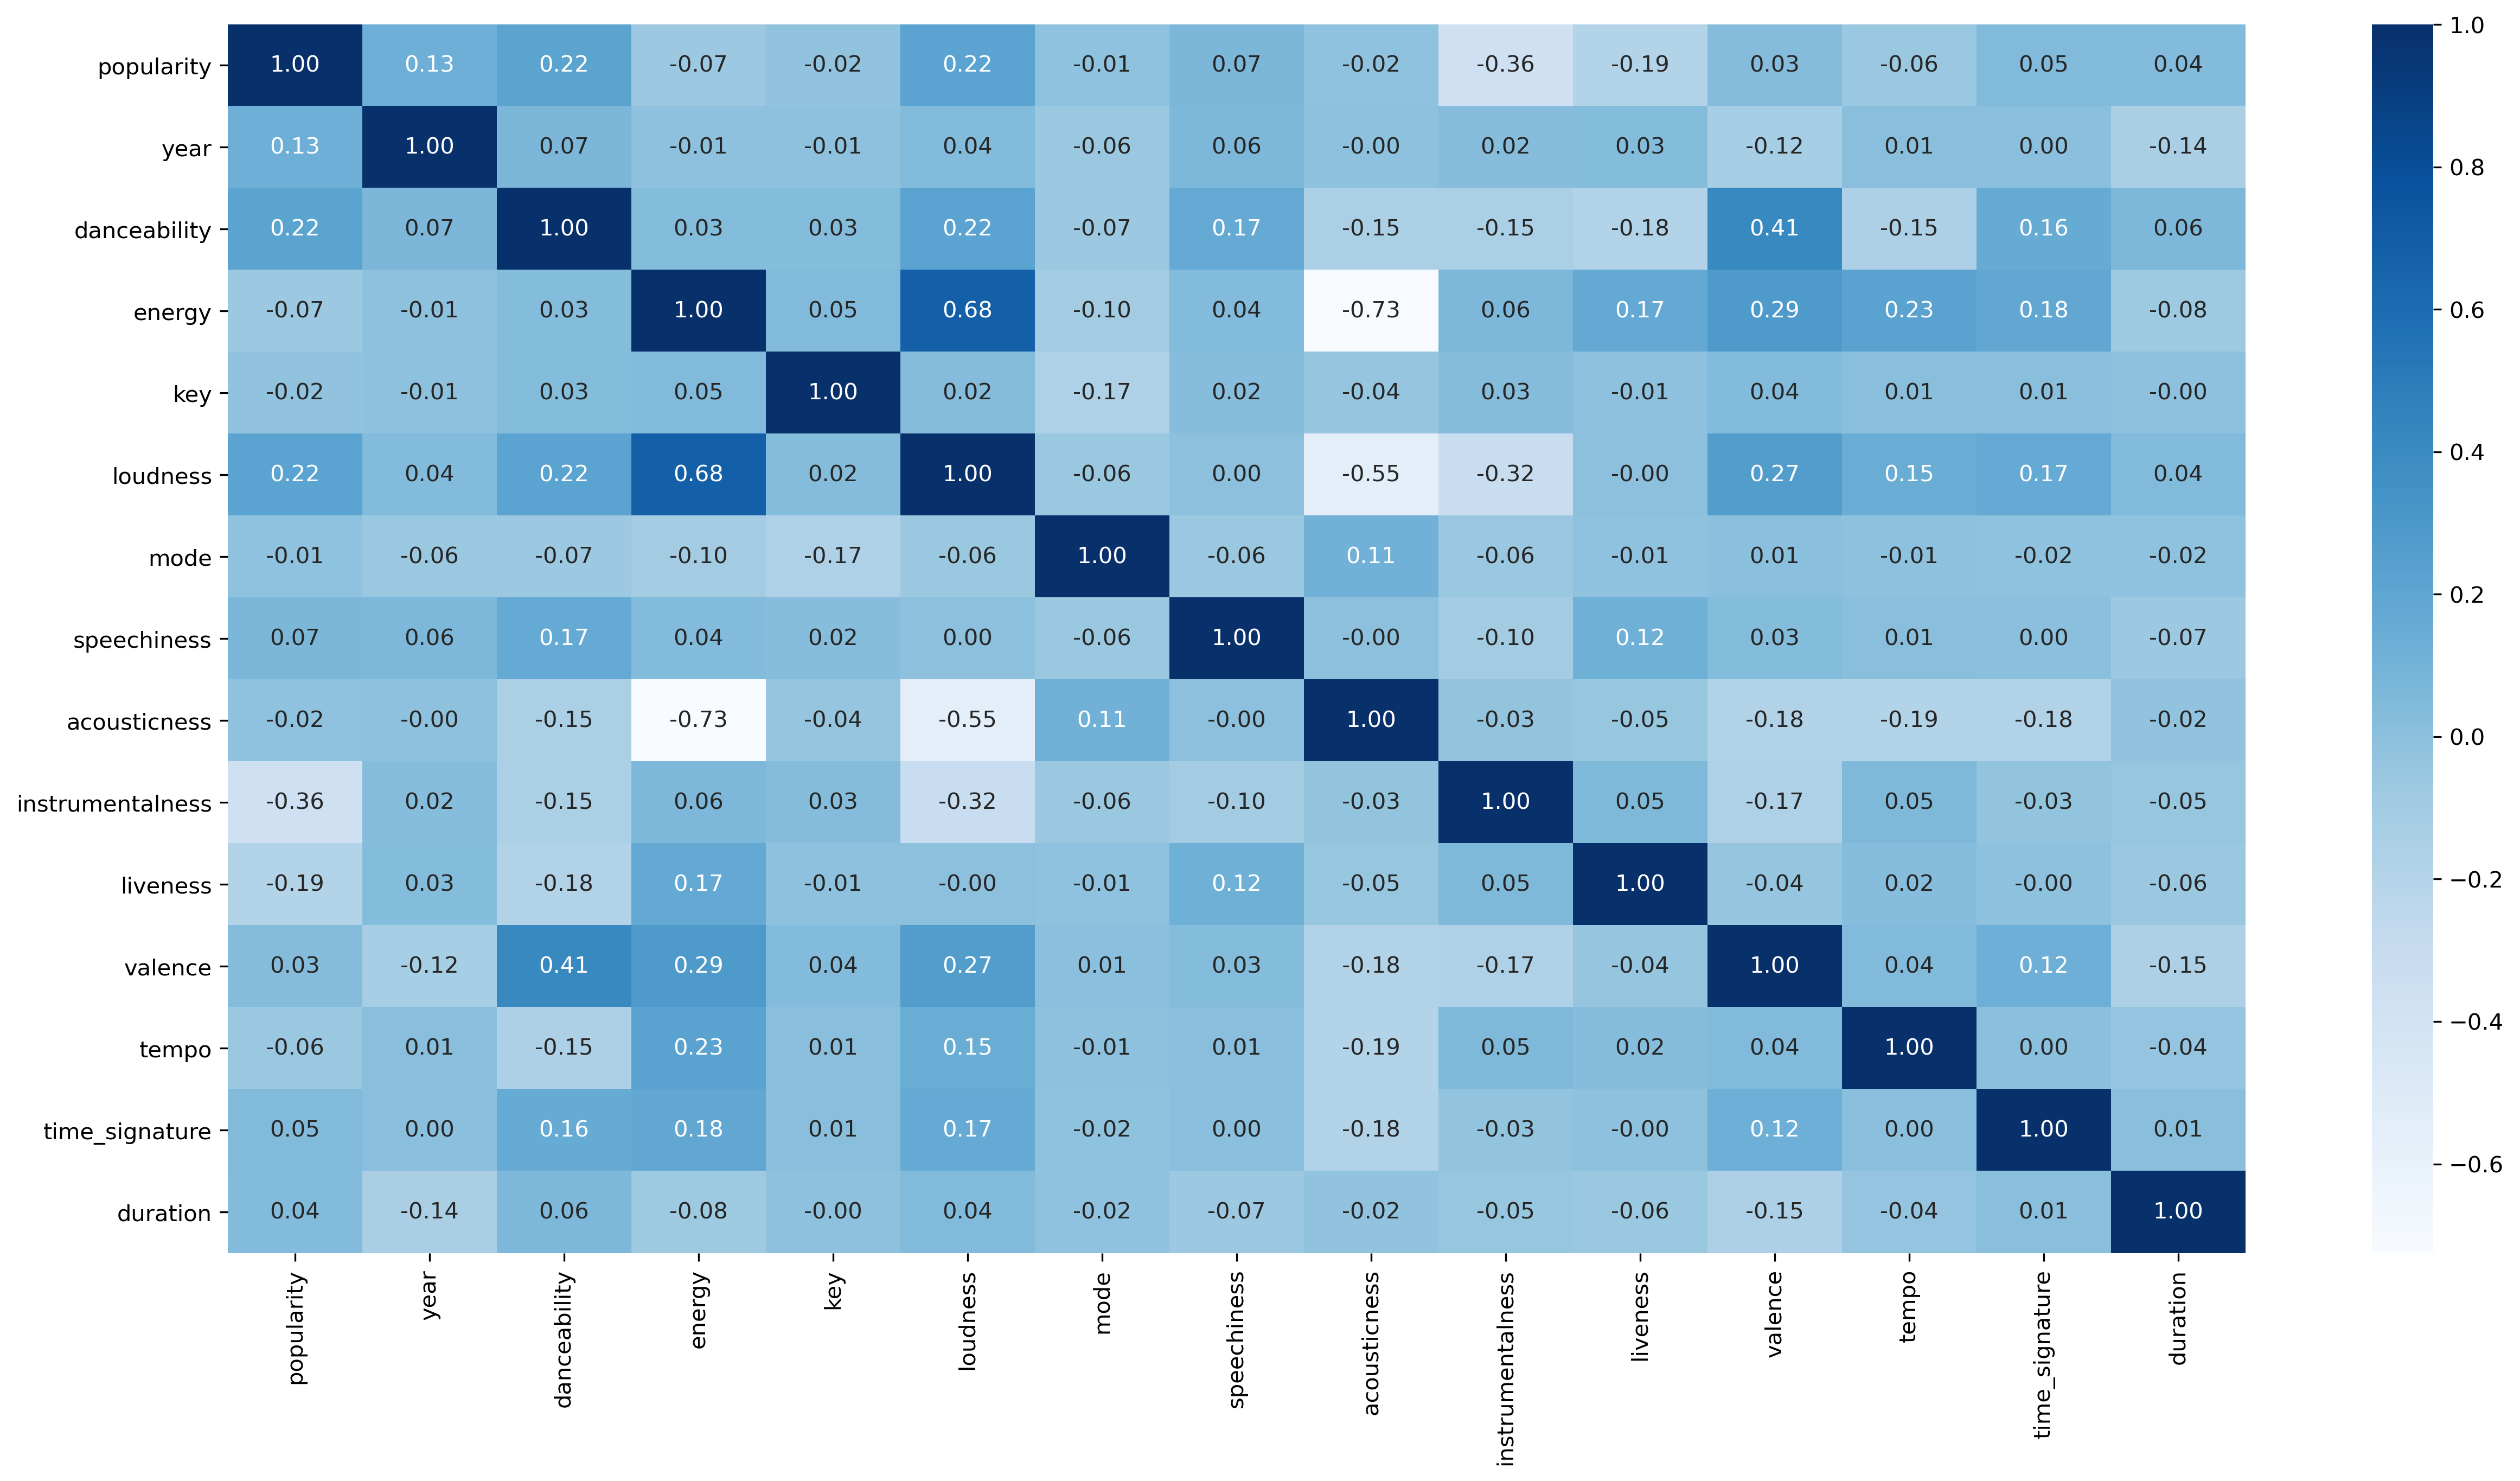 popularity 1.00 0.13 0.22 -0.07 -0.02 0.22 -0.01 0.07 -0.02 -0.36 -0.19 0.03 -0.06 0.05 0.04
year 0.13 1.00 0.07 -0.01 -0.01 0.04 -0.06 0.06 -0.00 0.02 0.03 -0.12 0.01 0.00 -0.14
danceability 0.22 0.07 1.00 0.03 0.03 0.22 -0.07 0.17 -0.15 -0.15 -0.18 0.41 -0.15 0.16 0.06
energy -0.07 -0.01 0.03 1.00 0.05 0.68 -0.10 0.04 -0.73 0.06 0.17 0.29 0.23 0.18 -0.08
key -0.02 -0.01 0.03 0.05 1.00 0.02 -0.17 0.02 -0.04 0.03 -0.01 0.04 0.01 0.01 -0.00
loudness 0.22 0.04 0.22 0.68 0.02 1.00 -0.06 0.00 -0.55 -0.32 -0.00 0.27 0.15 0.17 0.04
mode -0.01 -0.06 -0.07 -0.10 -0.17 -0.06 1.00 -0.06 0.11 -0.06 -0.01 0.01 -0.01 -0.02 -0.02
speechiness 0.07 0.06 0.17 0.04 0.02 0.00 -0.06 1.00 -0.00 -0.10 0.12 0.03 0.01 0.00 -0.07
acousticness -0.02 -0.00 -0.15 -0.73 -0.04 -0.55 0.11 -0.00 1.00 -0.03 -0.05 -0.18 -0.19 -0.18 -0.02
instrumentalness -0.36 0.02 -0.15 0.06 0.03 -0.32 -0.06 -0.10 -0.03 1.00 0.05 -0.17 0.05 -0.03 -0.05
liveness -0.19 0.03 -0.18 0.17 -0.01 -0.00 -0.01 0.12 -0.05 0.05 1.00 -0.04 0.02 -0.00 -0.06
valence 0.03 -0.12 0.41 0.29 0.04 0.27 0.01 0.03 -0.18 -0.17 -0.04 1.00 0.04 0.12 -0.15
tempo -0.06 0.01 -0.15 0.23 0.01 0.15 -0.01 0.01 -0.19 0.05 0.02 0.04 1.00 0.00 -0.04
time_signature 0.05 0.00 0.16 0.18 0.01 0.17 -0.02 0.00 -0.18 -0.03 -0.00 0.12 0.00 1.00 0.01
duration 0.04 -0.14 0.06 -0.08 -0.00 0.04 -0.02 -0.07 -0.02 -0.05 -0.06 -0.15 -0.04 0.01 1.00
popularity
year
danceability
energy
key
loudness
mode
speechiness
acousticness
instrumentalness
liveness
valence
tempo
time_signature
duration
1.0
0.8
0.6
0.4
0.2
0.0
−0.2
−0.4
−0.6